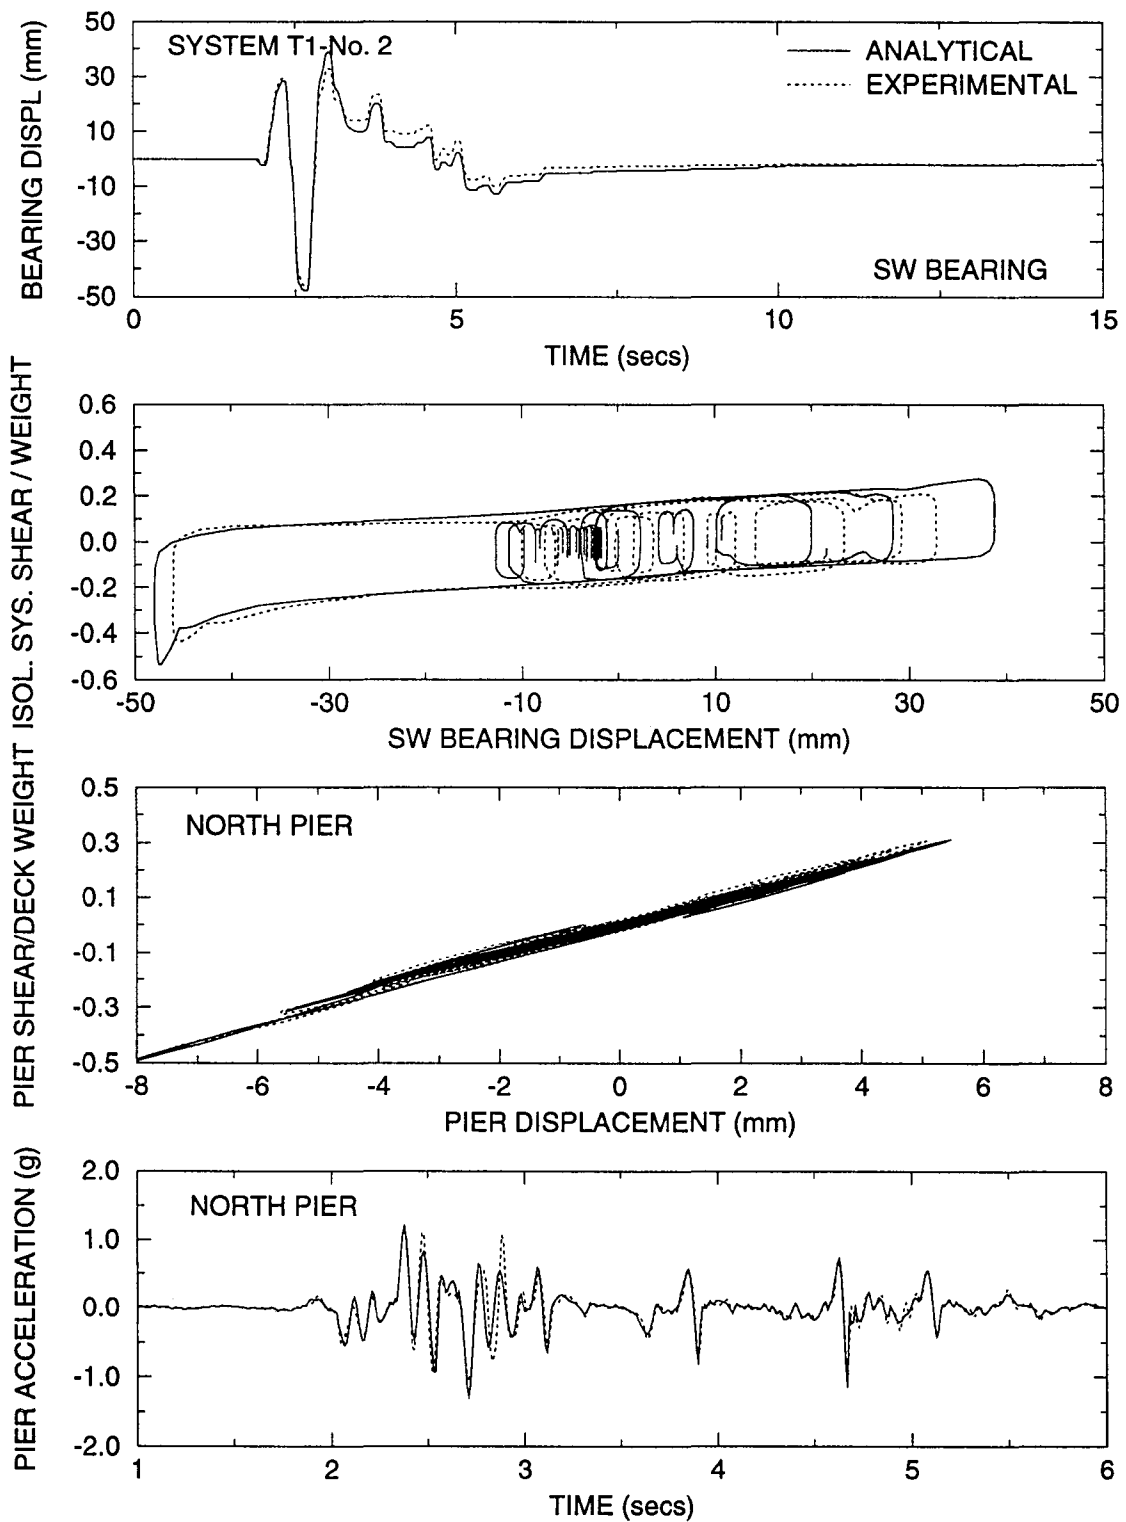 50
30
10
-10
-30
-50
BEARING DISPL (mm)
SYSTEM T1-No. 2
ANALYTICAL
EXPERIMENTAL
SW BEARING
0 5 10 15
TIME (secs)
0.6
0.4
0.2
0.0
-0.2
-0.4
-0.6
ISOL. SYS. SHEAR / WEIGHT
-50 -30 -10 10 30 50
SW BEARING DISPLACEMENT (mm)
0.5
0.3
0.1
-0.1
-0.3
-0.5
PIER SHEAR/DECK WEIGHT
NORTH PIER
-8 -6 -4 -2 0 2 4 6 8
PIER DISPLACEMENT (mm)
2.0
1.0
0.0
-1.0
-2.0
PIER ACCELERATION (g)
NORTH PIER
1 2 3 4 5 6
TIME (secs)